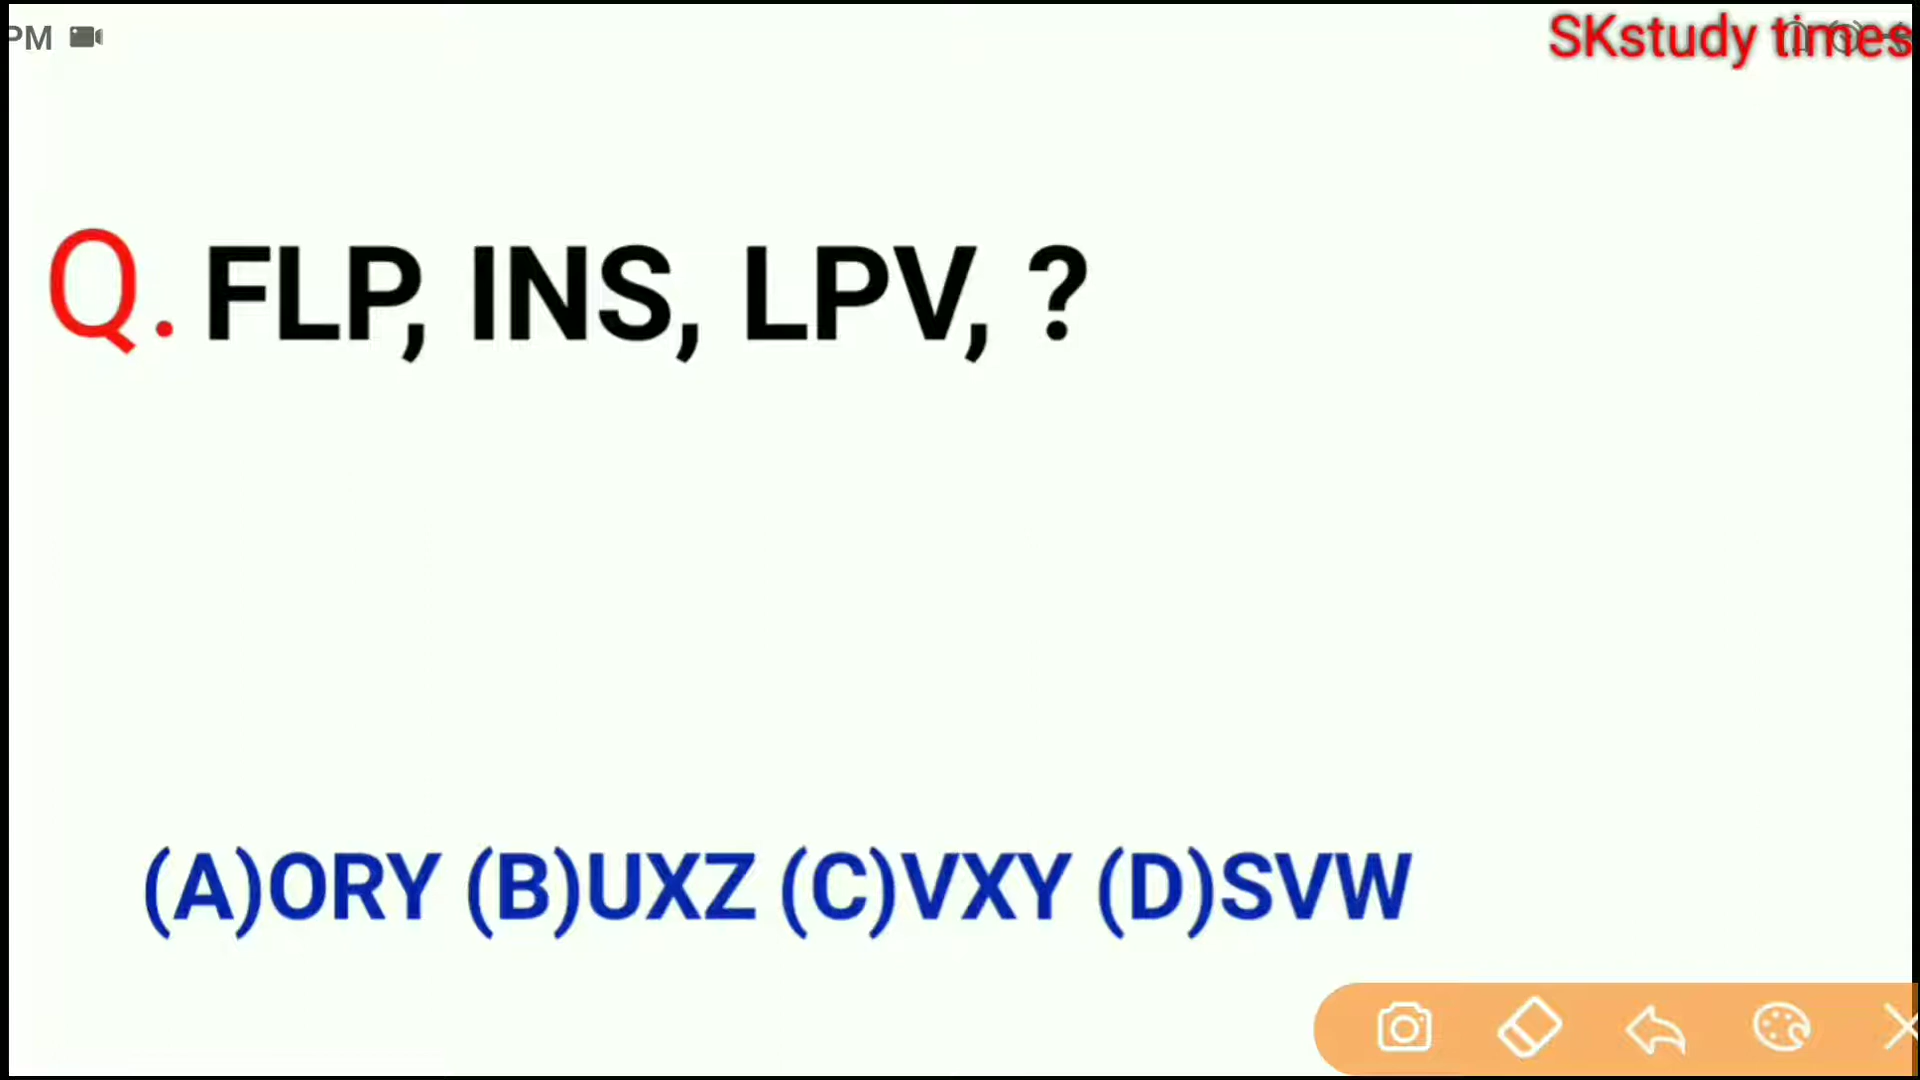 PM
SKstudy times
Q. FLP, INS, LPV, ?
(A)ORY (B)UXZ (C)VXY (D)SVW